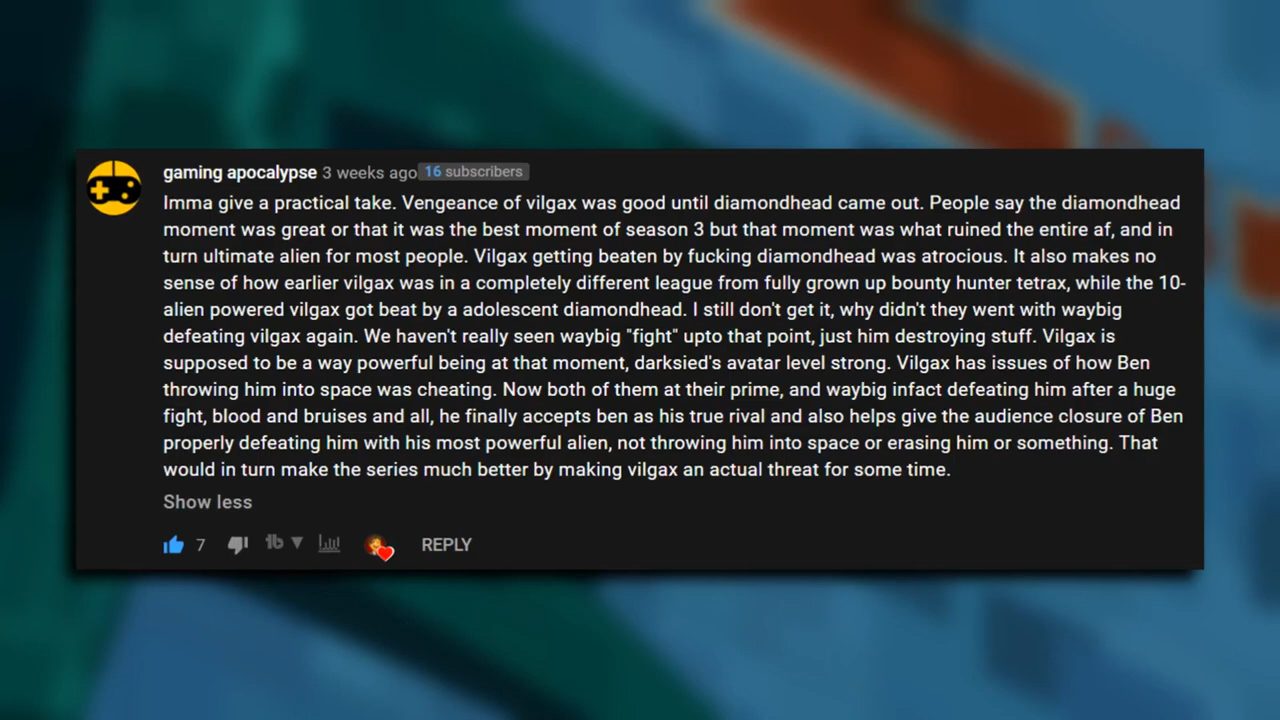 gaming apocalypse 3 weeks ago 16 subscribers
Imma give a practical take. Vengeance of vilgax was good until diamondhead came out. People say the diamondhead
moment was great or that it was the best moment of season 3 but that moment was what ruined the entire af, and in
turn ultimate alien for most people. Vilgax getting beaten by fucking diamondhead was atrocious. It also makes no
sense of how earlier vilgax was in a completely different league from fully grown up bounty hunter tetrax, while the 10-
alien powered vilgax got beat by a adolescent diamondhead. I still don't get it, why didn't they went with waybig
defeating vilgax again. We haven't really seen waybig "fight" upto that point, just him destroying stuff. Vilgax is
supposed to be a way powerful being at that moment, darksied's avatar level strong. Vilgax has issues of how Ben
throwing him into space was cheating. Now both of them at their prime, and waybig infact defeating him after a huge
fight, blood and bruises and all, he finally accepts ben as his true rival and also helps give the audience closure of Ben
properly defeating him with his most powerful alien, not throwing him into space or erasing him or something. That
would in turn make the series much better by making vilgax an actual threat for some time.
Show less
7 REPLY